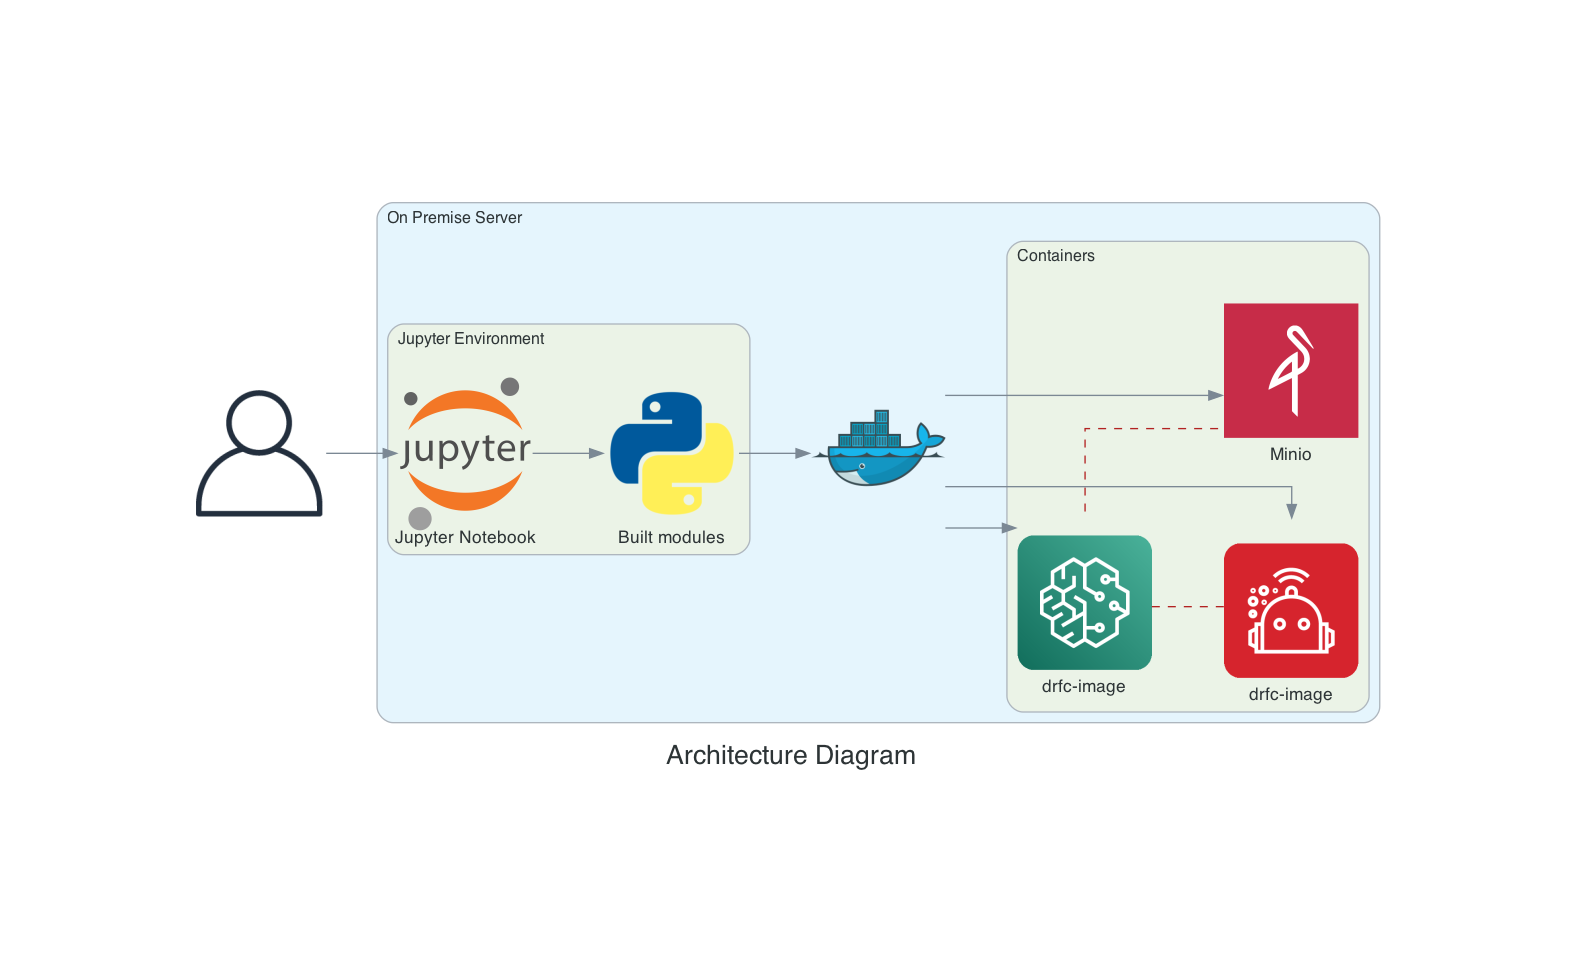 On Premise Server
Containers
Jupyter Environment
jupyter
Minio
Jupyter Notebook
Built modules
drfc-image
drfc-image
Architecture Diagram